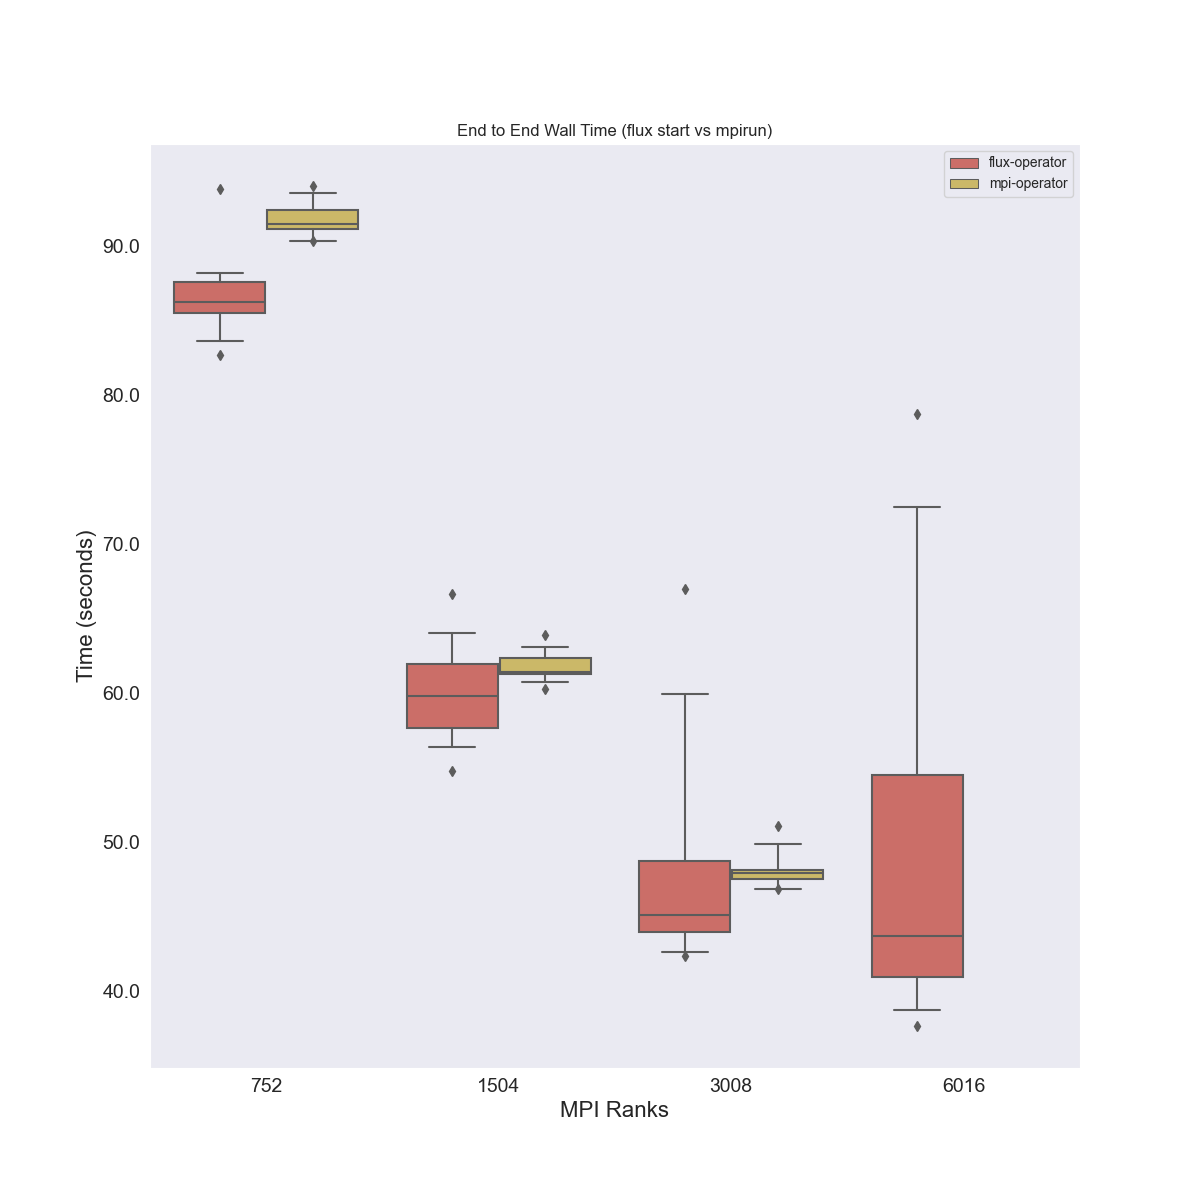 End to End Wall Time (flux start vs mpirun)
flux-operator
mpi-operator
90.0
80.0
70.0
60.0
50.0
40.0
Time (seconds)
752 1504 3008 6016
MPI Ranks